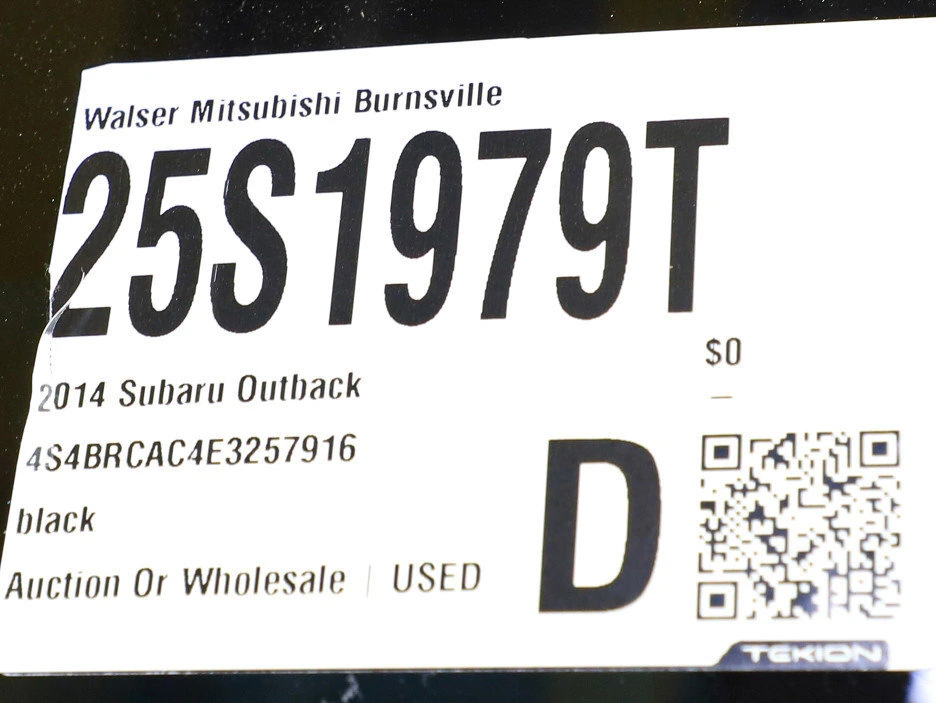 Walser Mitsubishi Burnsville
25S1979T
$0
2014 Subaru Outback
4S4BRCAC4E3257916
black
D
Auction Or Wholesale | USED
TEKION